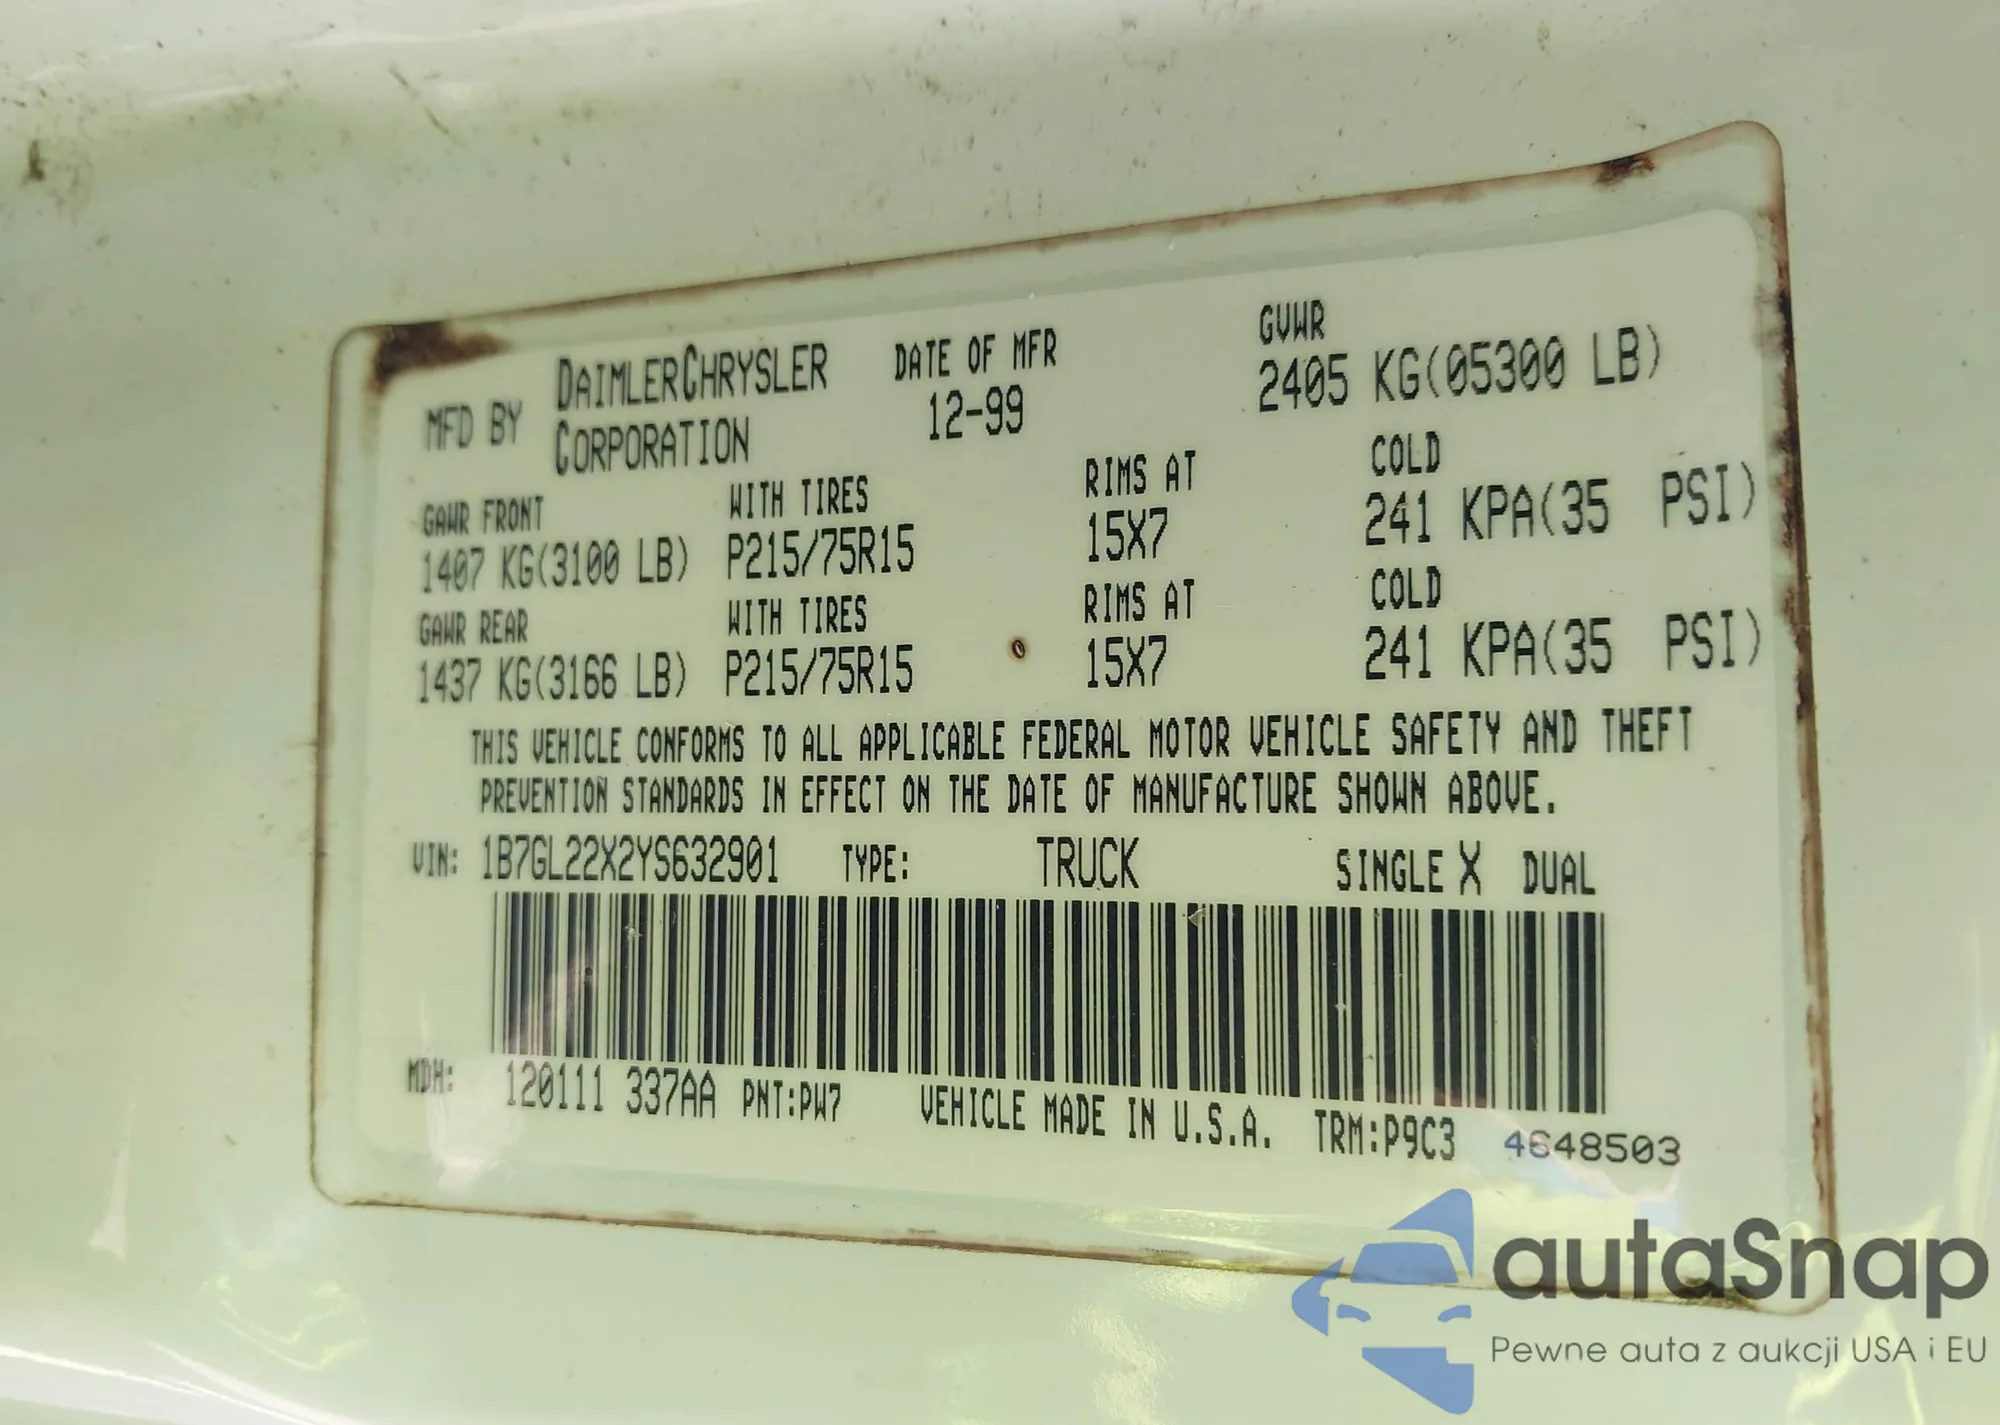 MFD BY DAIMLERCHRYSLER CORPORATION
DATE OF MFR
12-99
GVWR
2405 KG(05300 LB)
GAWR FRONT WITH TIRES RIMS AT COLD
1407 KG(3100 LB) P215/75R15 15X7 241 KPA(35 PSI)
GAWR REAR WITH TIRES RIMS AT COLD
1437 KG(3166 LB) P215/75R15 15X7 241 KPA(35 PSI)
THIS VEHICLE CONFORMS TO ALL APPLICABLE FEDERAL MOTOR VEHICLE SAFETY AND THEFT
PREVENTION STANDARDS IN EFFECT ON THE DATE OF MANUFACTURE SHOWN ABOVE.
VIN: 1B7GL22X2YS632901 TYPE: TRUCK SINGLE X DUAL
MDH: 120111 337AA PNT:PW7 VEHICLE MADE IN U.S.A. TRM:P9C3 4648503
autaSnap
Pewne auta z aukcji USA i EU